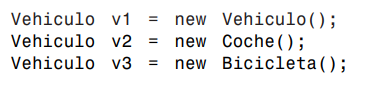 Vehiculo v1 = new Vehiculo();
Vehiculo v2 = new Coche();
Vehiculo v3 = new Bicicleta();